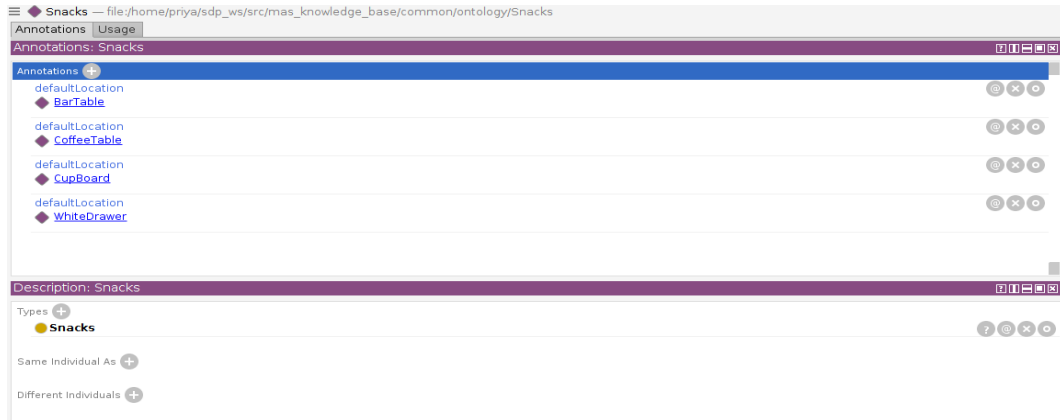 Snacks — file:/home/priya/sdp_ws/src/mas_knowledge_base/common/ontology/Snacks
Annotations Usage
Annotations: Snacks
Annotations
defaultLocation
BarTable
defaultLocation
CoffeeTable
defaultLocation
CupBoard
defaultLocation
WhiteDrawer
Description: Snacks
Types
Snacks
Same Individual As
Different Individuals